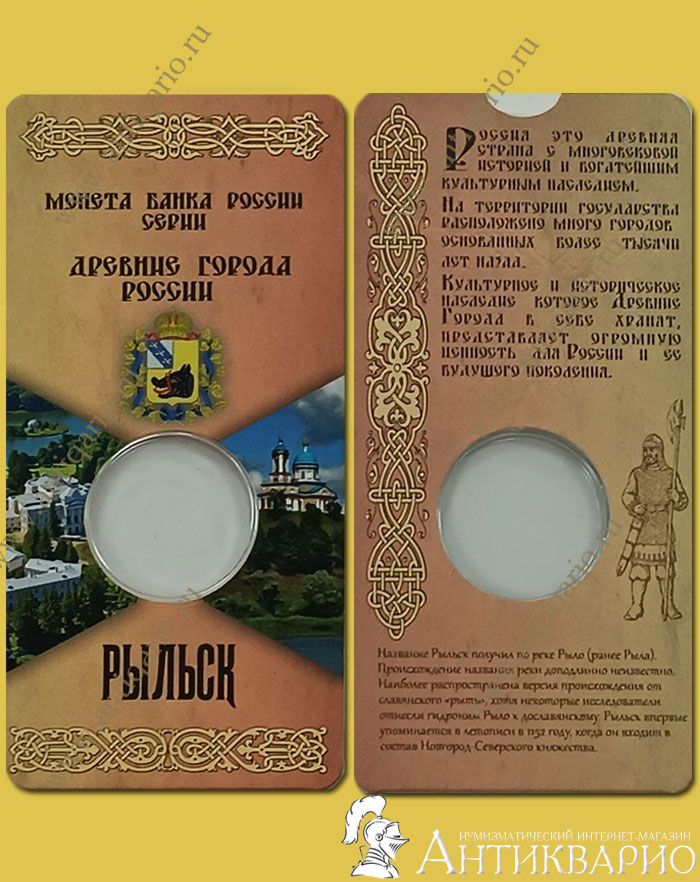 МОНЕТА БАНКА РОССИИ
СЕРИИ
ДРЕВНИЕ ГОРОДА
РОССИИ
РЫЛЬСК
РОССИЯ ЭТО ДРЕВНЯЯ
СТРАНА С МНОГОВЕКОВОЙ
ИСТОРИЕЙ И БОГАТЕЙШИМ
КУЛЬТУРНЫМ НАСЛЕДИЕМ.
НА ТЕРРИТОРИИ ГОСУДАРСТВА
РАСПОЛОЖЕНО МНОГО ГОРОДОВ
ОСНОВАННЫХ БОЛЕЕ ТЫСЯЧИ
ЛЕТ НАЗАД.
КУЛЬТУРНОЕ И ИСТОРИЧЕСКОЕ
НАСЛЕДИЕ КОТОРОЕ ДРЕВНИЕ
ГОРОДА В СЕБЕ ХРАНЯТ,
ПРЕДСТАВЛЯЕТ ОГРОМНУЮ
ЦЕННОСТЬ ДЛЯ РОССИИ И ЕЕ
БУДУЩЕГО ПОКОЛЕНИЯ.
Название Рыльск получил по реке Рыло (ранее Рыла).
Происхождение названия реки доподлинно неизвестно.
Наиболее распространена версия происхождения от
славянского «рыть», хотя некоторые исследователи
отнесли гидроним Рыло к дославянскому. Рыльск впервые
упоминается в летописи в 1152 году, когда он входит в
состав Новгород-Северского княжества.
НУМИЗМАТИЧЕСКИЙ ИНТЕРНЕТ-МАГАЗИН
АНТИКВАРИО